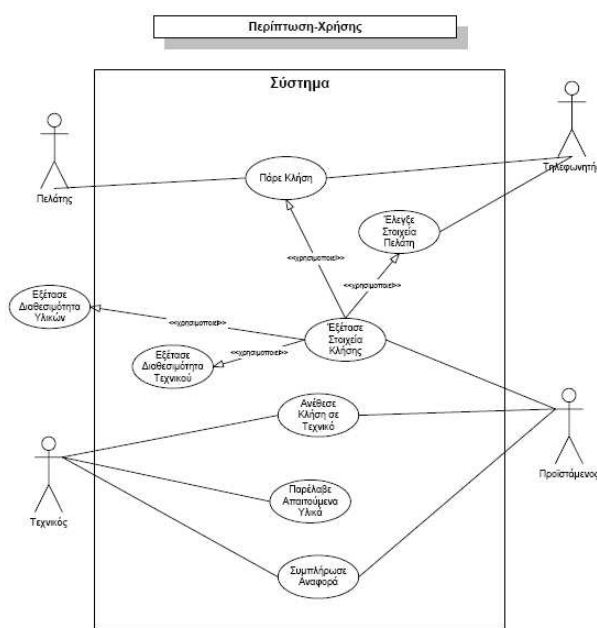 Περίπτωση-Χρήσης
Σύστημα
Πελάτης
Πάρε Κλήση
Τηλεφωνητής
Έλεγξε
Στοιχεία
Πελάτη
<<χρησιμοποιεί>>
<<χρησιμοποιεί>>
Εξέτασε
Διαθεσιμότητα
Υλικών
<<χρησιμοποιεί>>
Έξέτασε
Στοιχεία
Κλήσης
Εξέτασε
Διαθεσιμότητα
Τεχνικού
<<χρησιμοποιεί>>
Ανέθεσε
Κλήση σε
Τεχνικό
Προϊστάμενος
Τεχνικός
Παρέλαβε
Απαιτούμενα
Υλικά
Συμπλήρωσε
Αναφορά